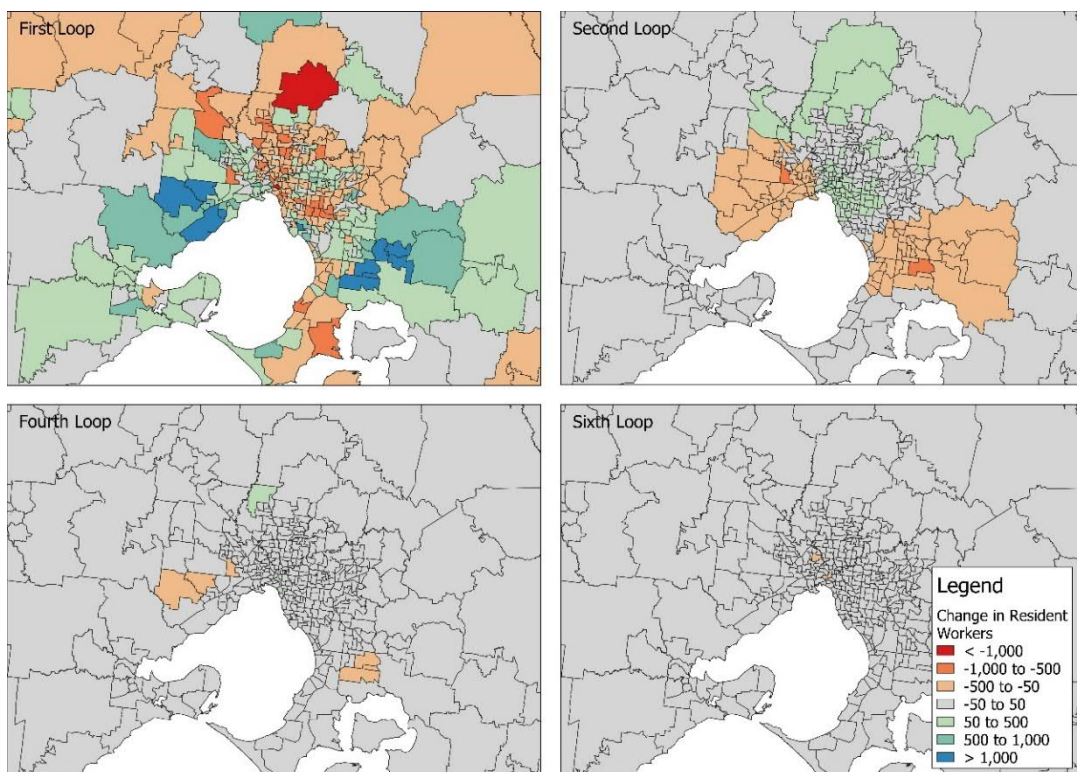 First Loop
Second Loop
Fourth Loop
Sixth Loop
Legend
Change in Resident
Workers
< -1,000
-1,000 to -500
-500 to -50
-50 to 50
50 to 500
500 to 1,000
> 1,000